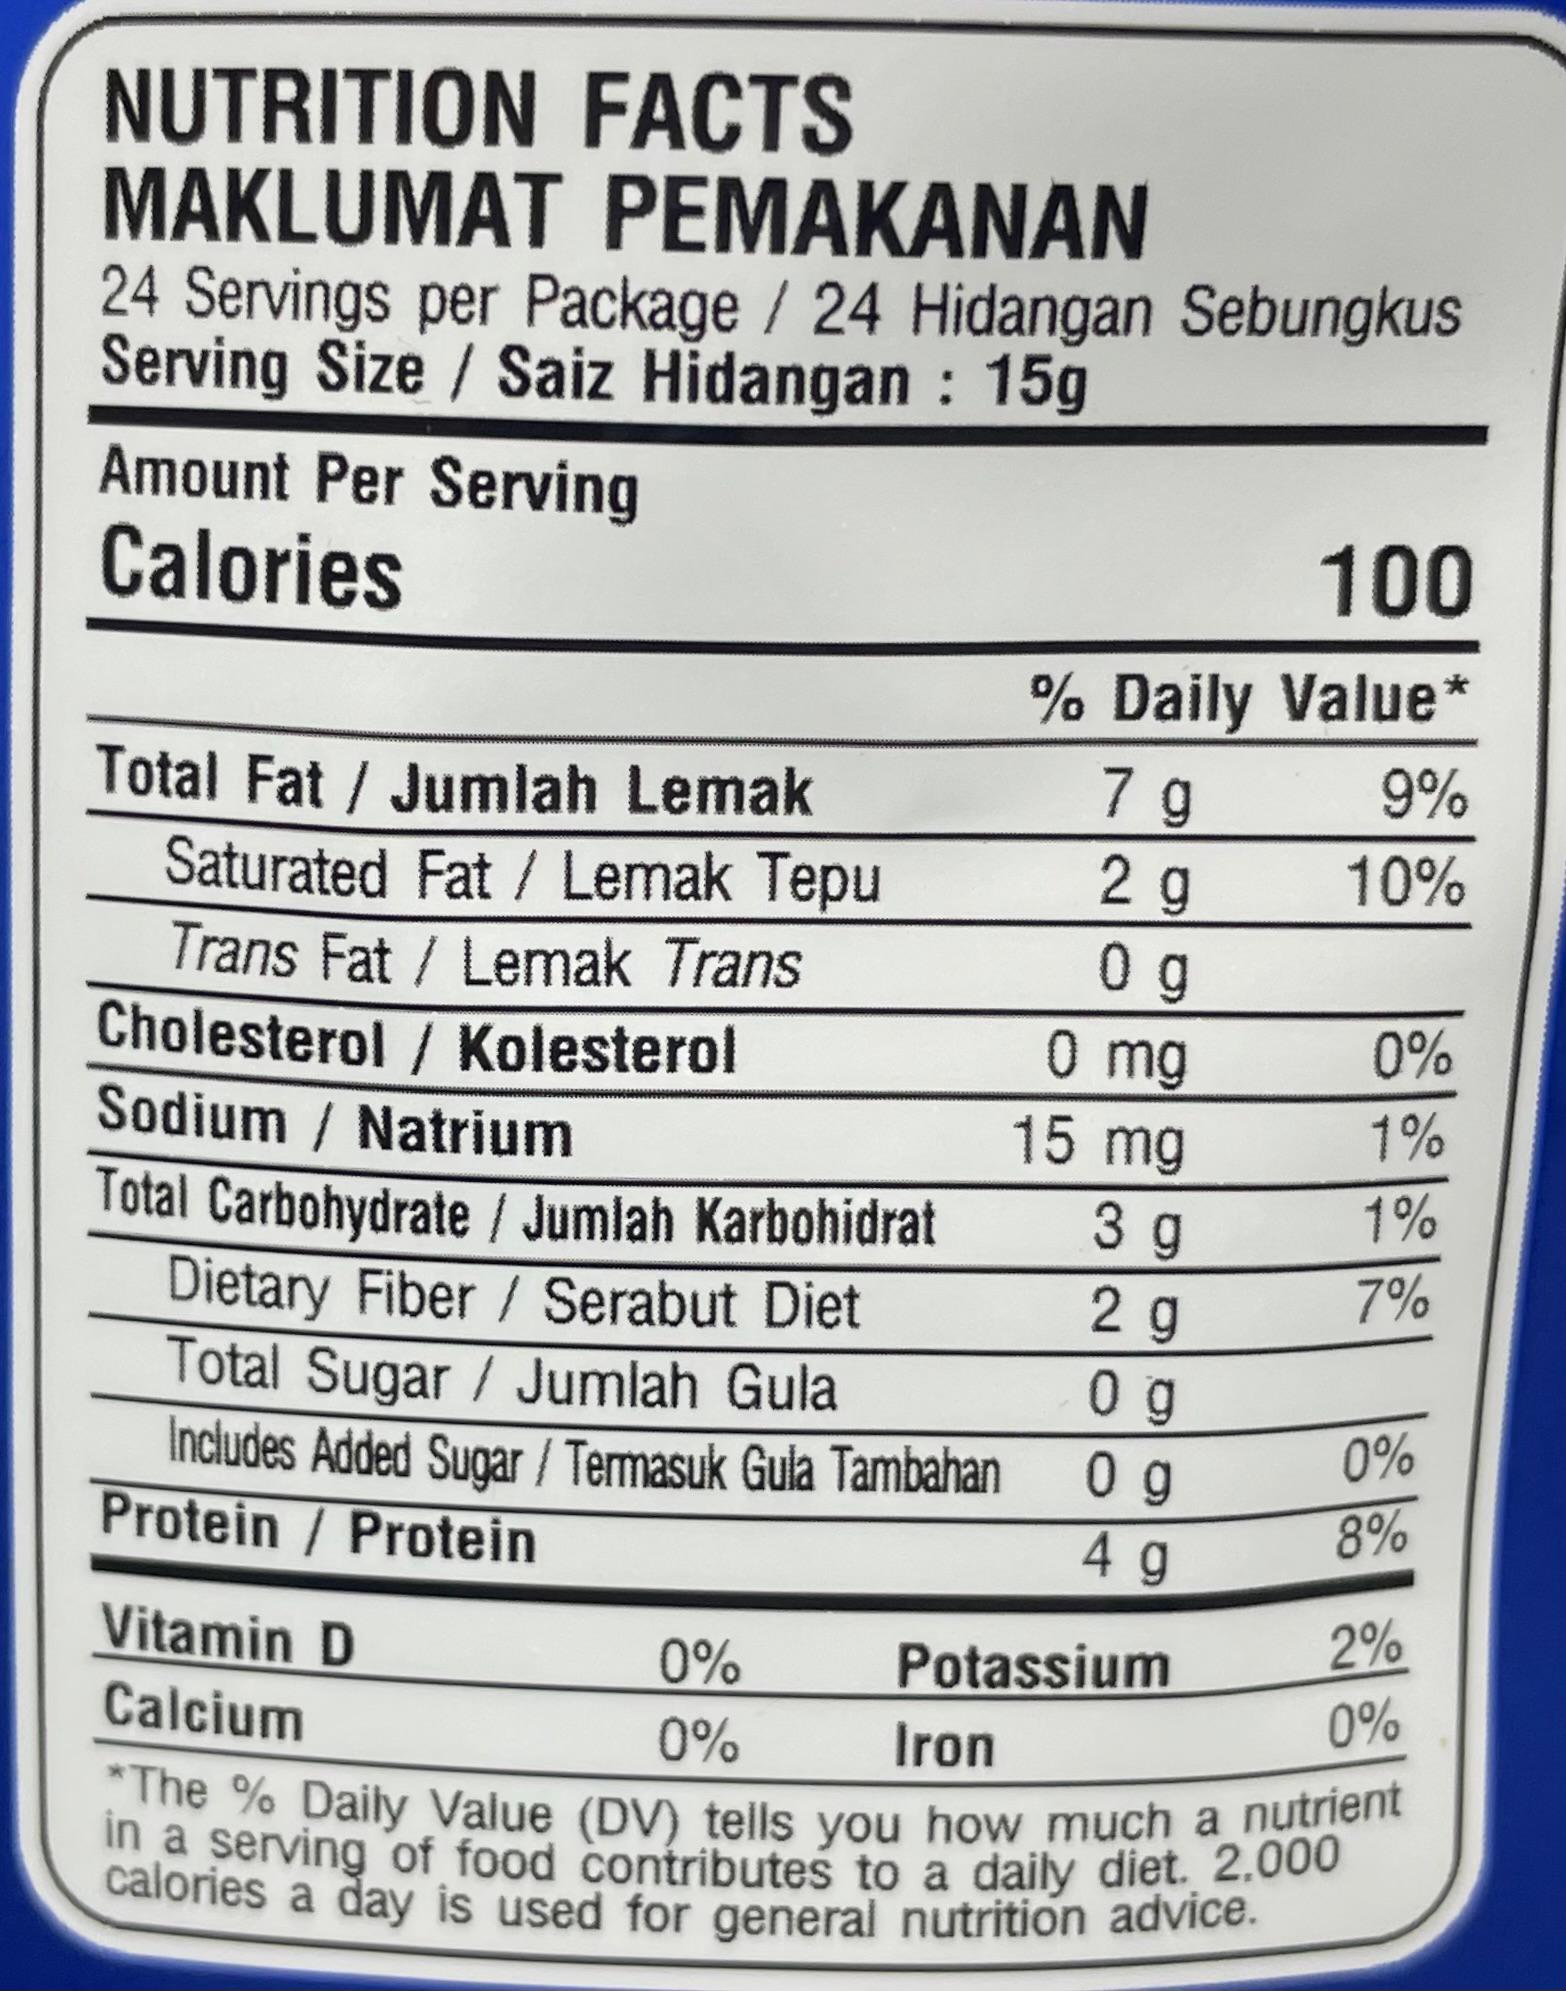 NUTRITION FACTS
MAKLUMAT PEMAKANAN
24 Servings per Package / 24 Hidangan Sebungkus
Serving Size / Saiz Hidangan : 15g
Amount Per Serving
Calories 100
% Daily Value*
Total Fat / Jumlah Lemak 7 g 9%
Saturated Fat / Lemak Tepu 2 g 10%
Trans Fat / Lemak Trans 0 g
Cholesterol / Kolesterol 0 mg 0%
Sodium / Natrium 15 mg 1%
Total Carbohydrate / Jumlah Karbohidrat 3 g 1%
Dietary Fiber / Serabut Diet 2 g 7%
Total Sugar / Jumlah Gula 0 g
Includes Added Sugar / Termasuk Gula Tambahan 0 g 0%
Protein / Protein 4 g 8%
Vitamin D 0% Potassium 2%
Calcium 0% Iron 0%
*The % Daily Value (DV) tells you how much a nutrient
in a serving of food contributes to a daily diet. 2,000
calories a day is used for general nutrition advice.